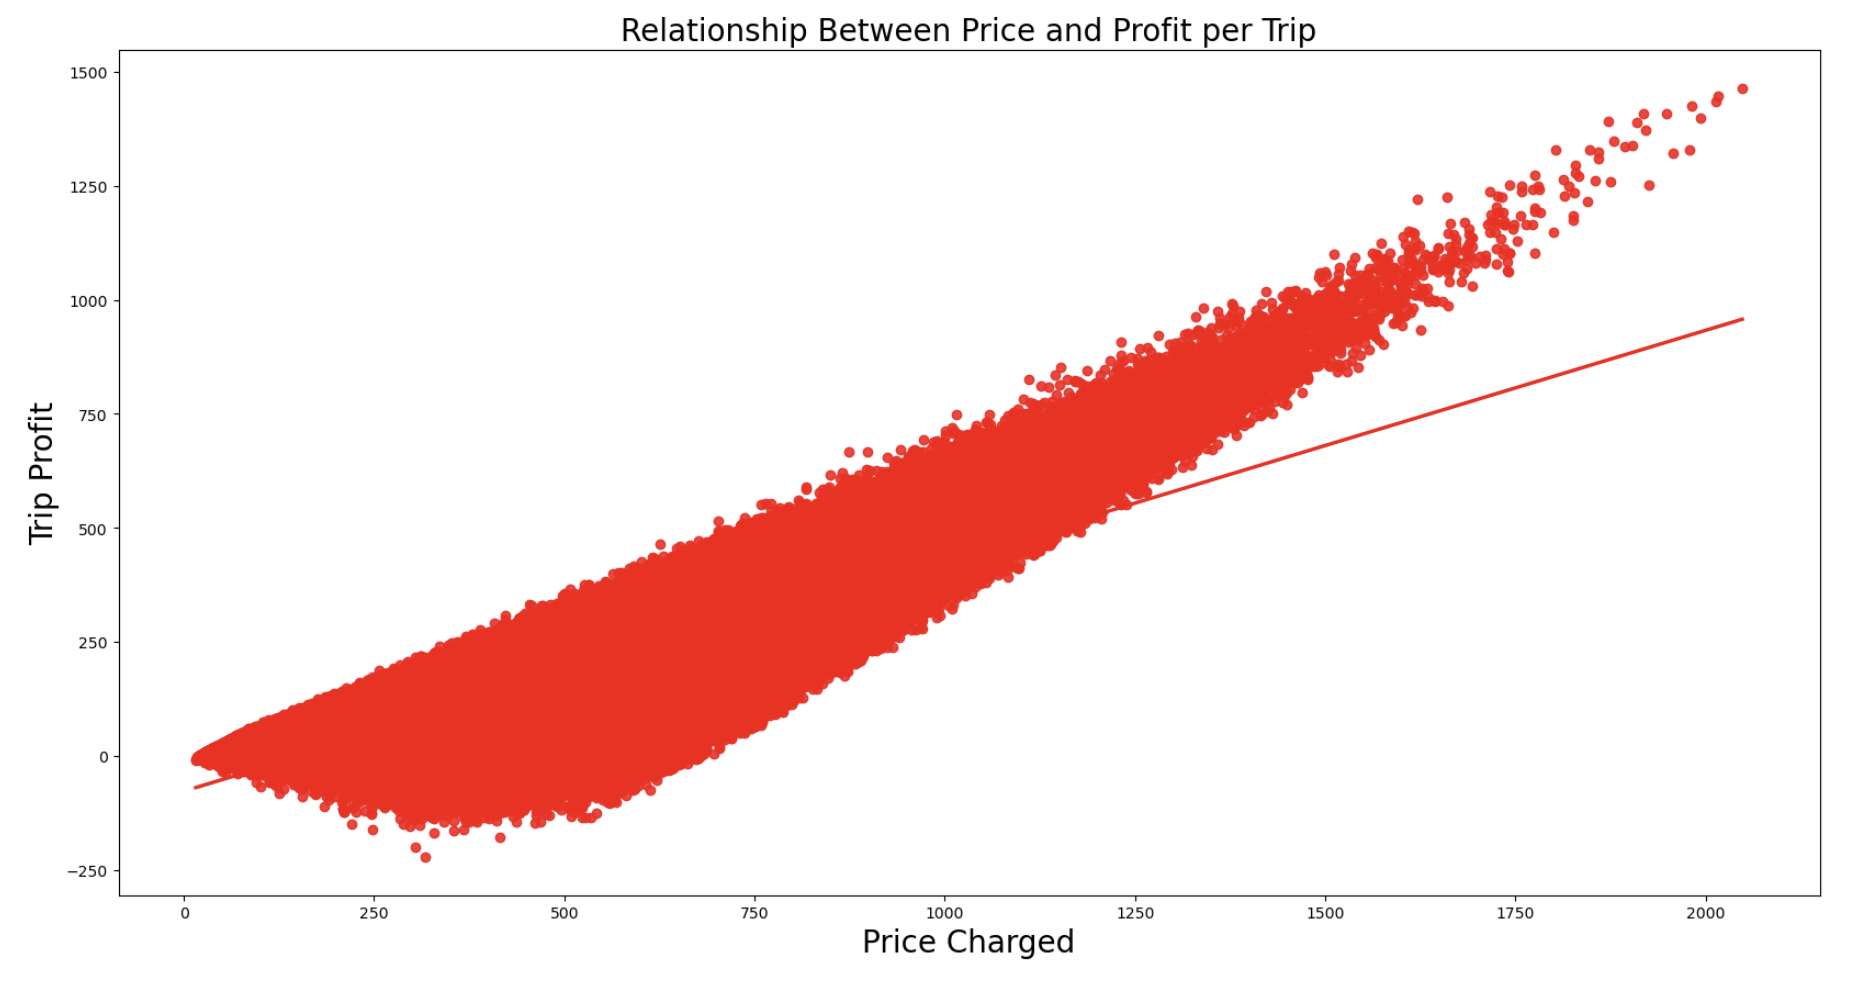 Relationship Between Price and Profit per Trip
1500
1250
1000
750
500
250
0
−250
Trip Profit
0 250 500 750 1000 1250 1500 1750 2000
Price Charged